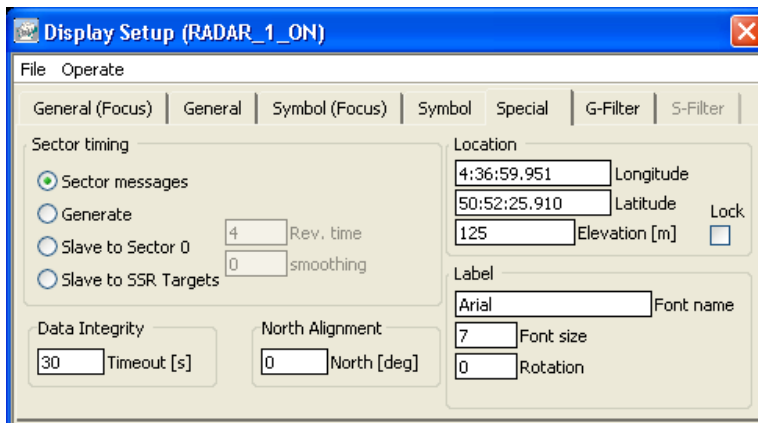 Display Setup (RADAR_1_ON)
File Operate
General (Focus) General Symbol (Focus) Symbol Special G-Filter S-Filter
Sector timing
Sector messages
Generate
Slave to Sector 0
Slave to SSR Targets
4 Rev. time
0 smoothing
Data Integrity
30 Timeout [s]
North Alignment
0 North [deg]
Location
4:36:59.951 Longitude
50:52:25.910 Latitude
125 Elevation [m]
Lock
Label
Arial Font name
7 Font size
0 Rotation